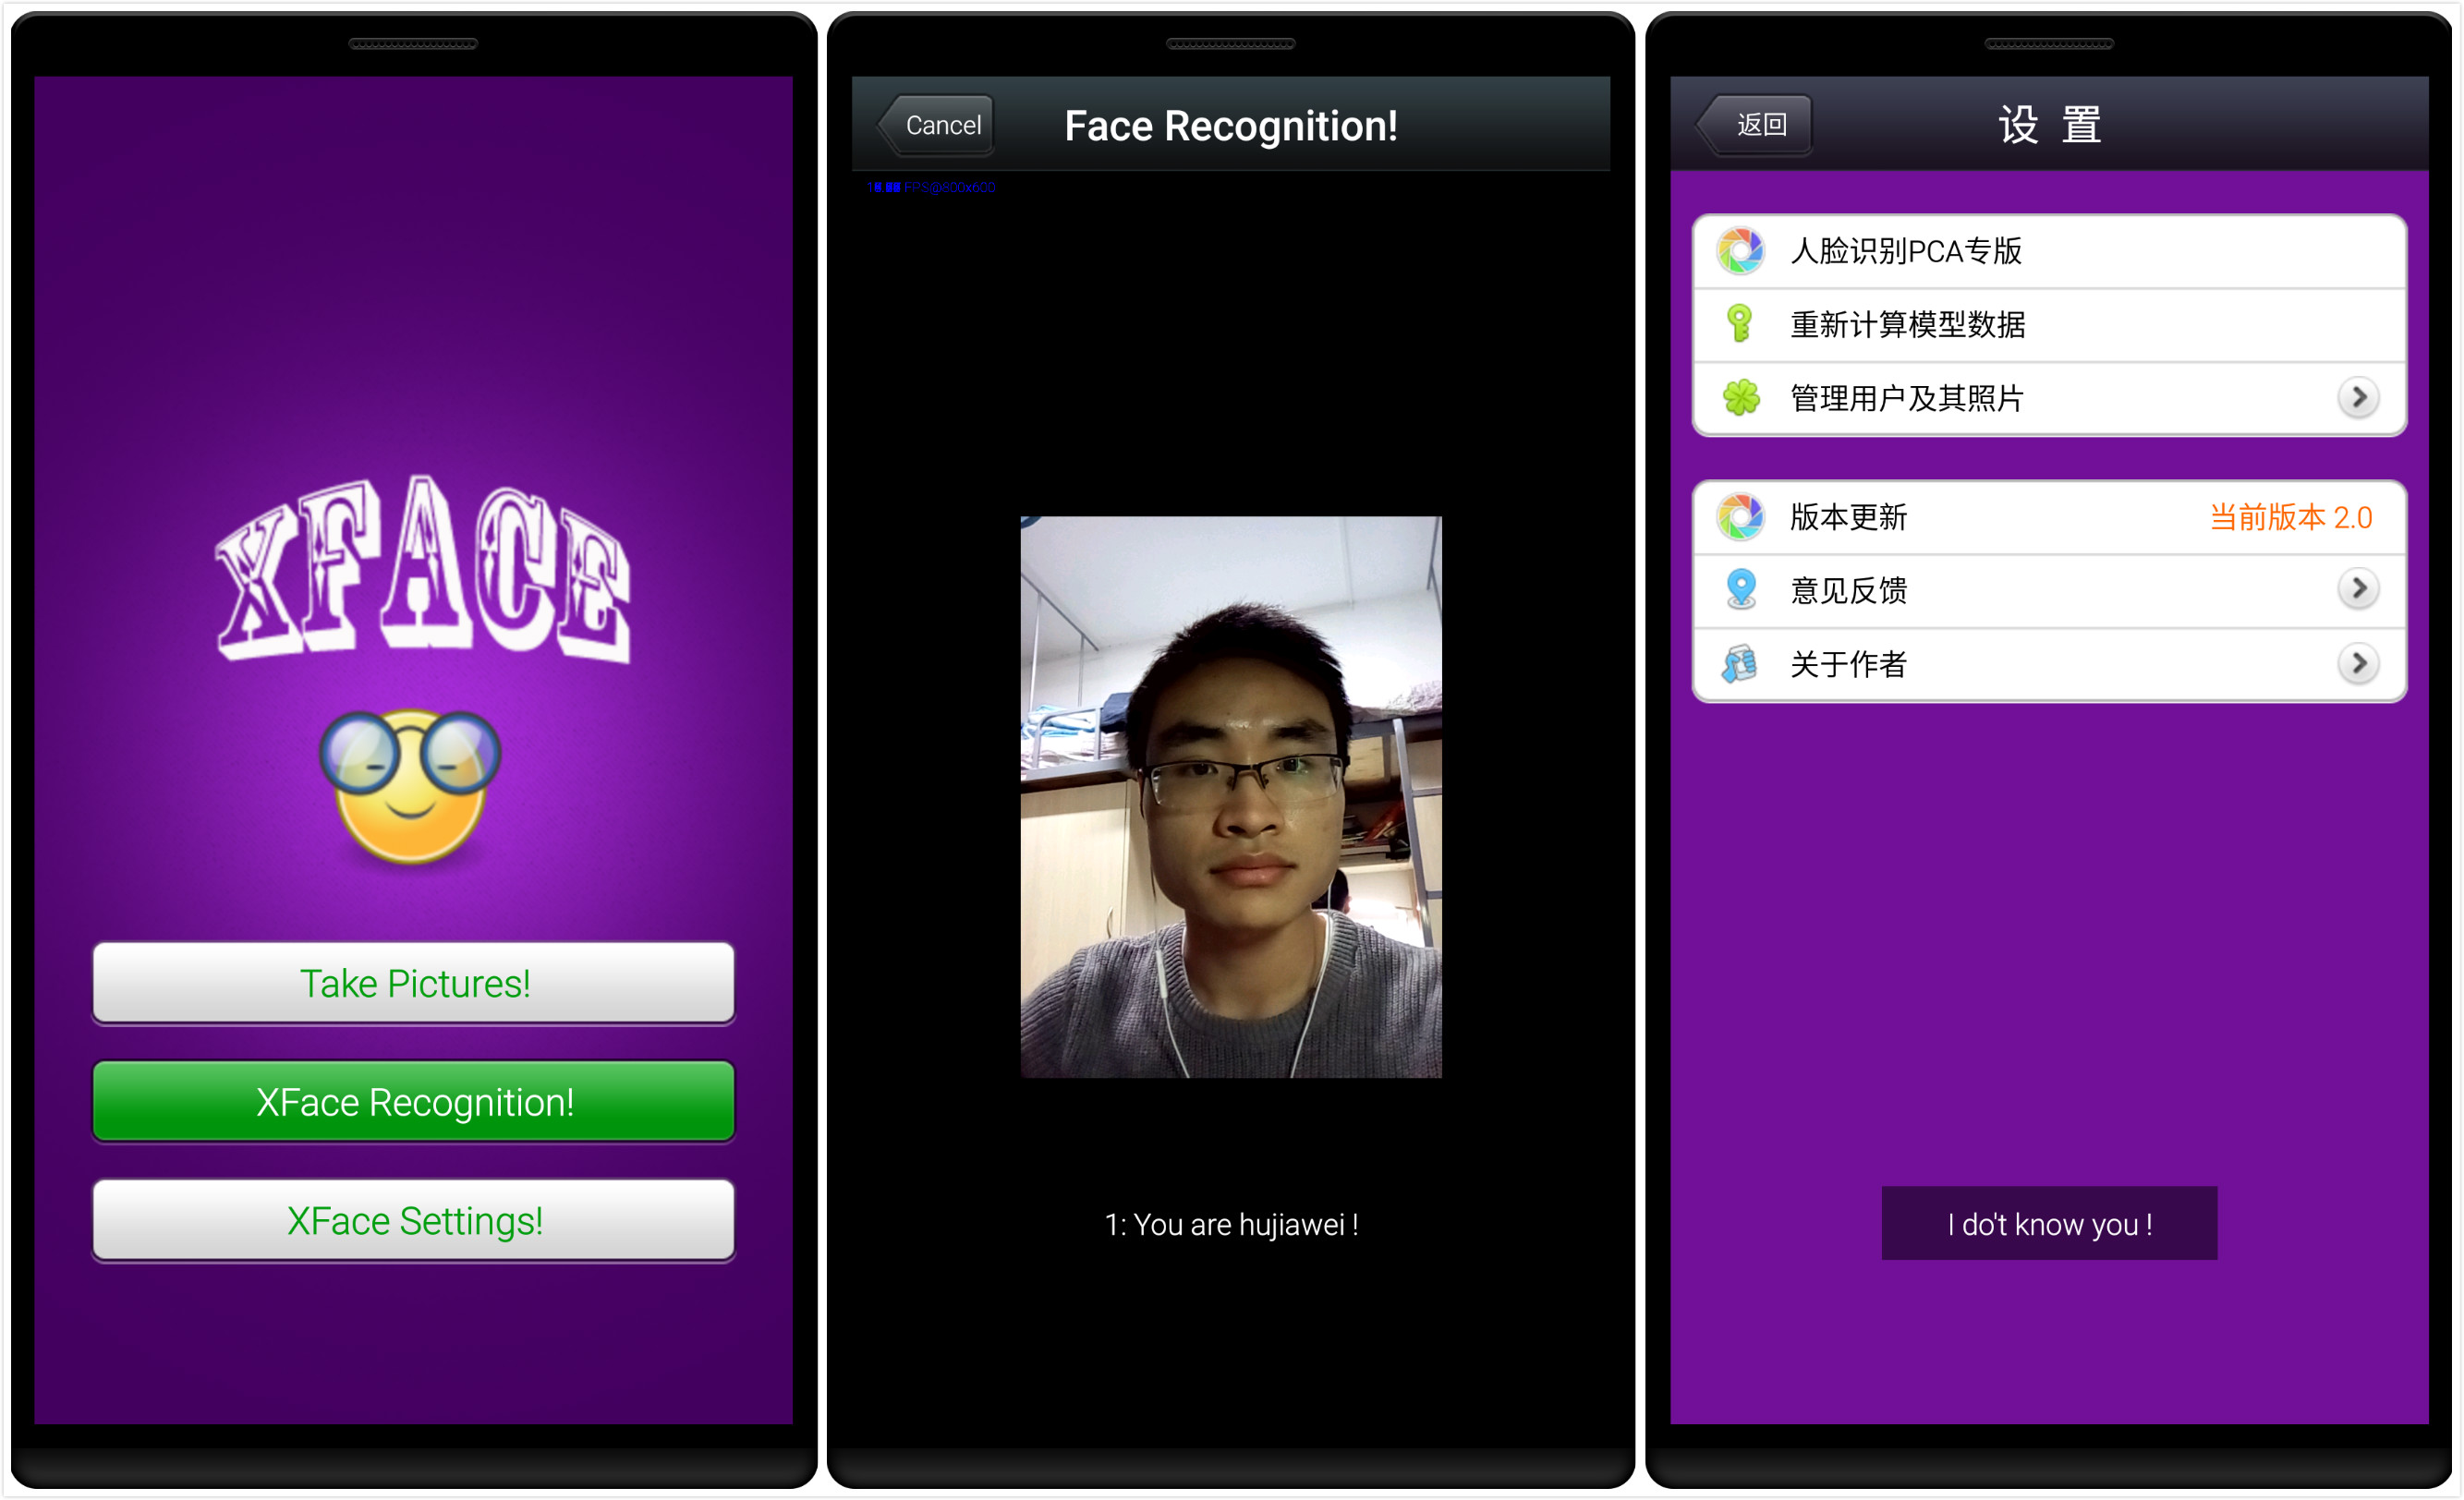 XFACE
Take Pictures!
XFace Recognition!
XFace Settings!
Cancel
Face Recognition!
FPS@800x600
1: You are hujiawei !
返回
设 置
人脸识别PCA专版
重新计算模型数据
管理用户及其照片
版本更新
当前版本 2.0
意见反馈
关于作者
I do't know you !